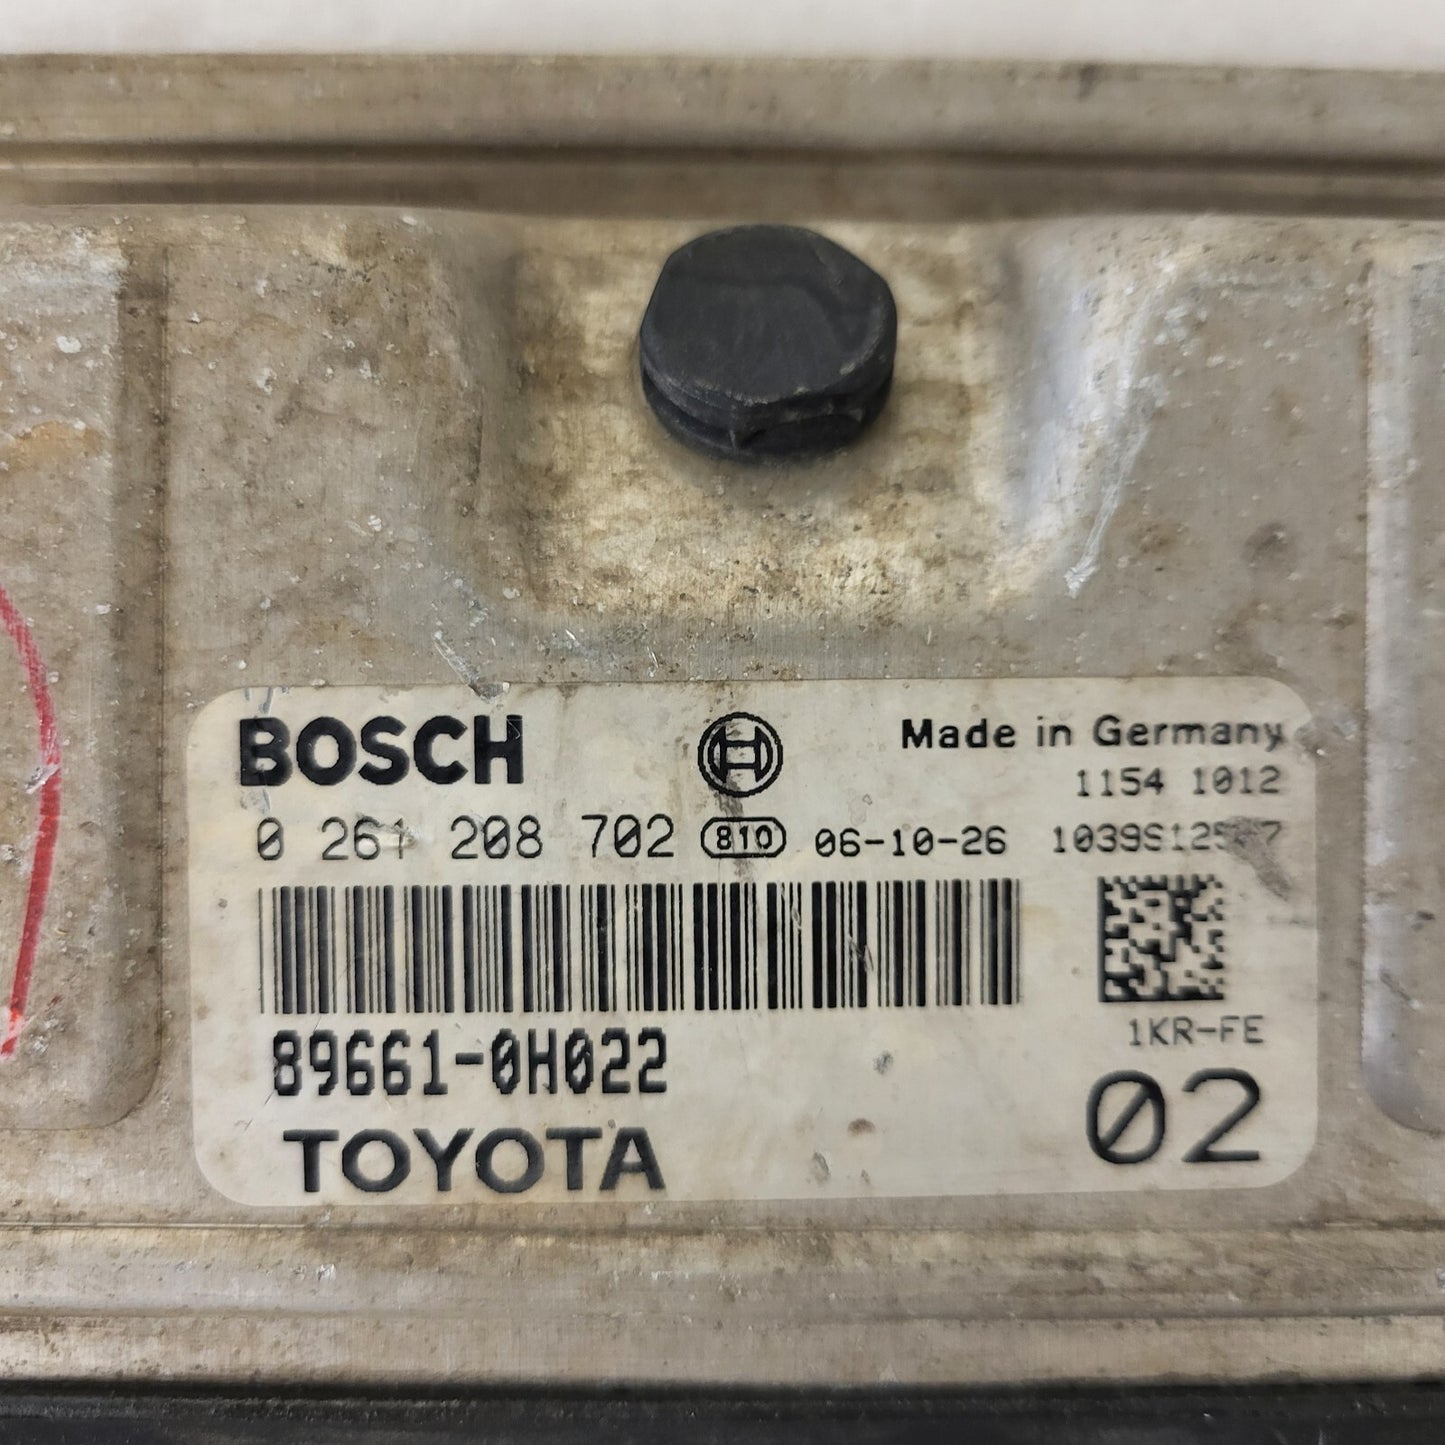 BOSCH
Made in Germany
1154 1012
0 261 208 702 810 06-10-26
89661-0H022
1KR-FE
TOYOTA
02